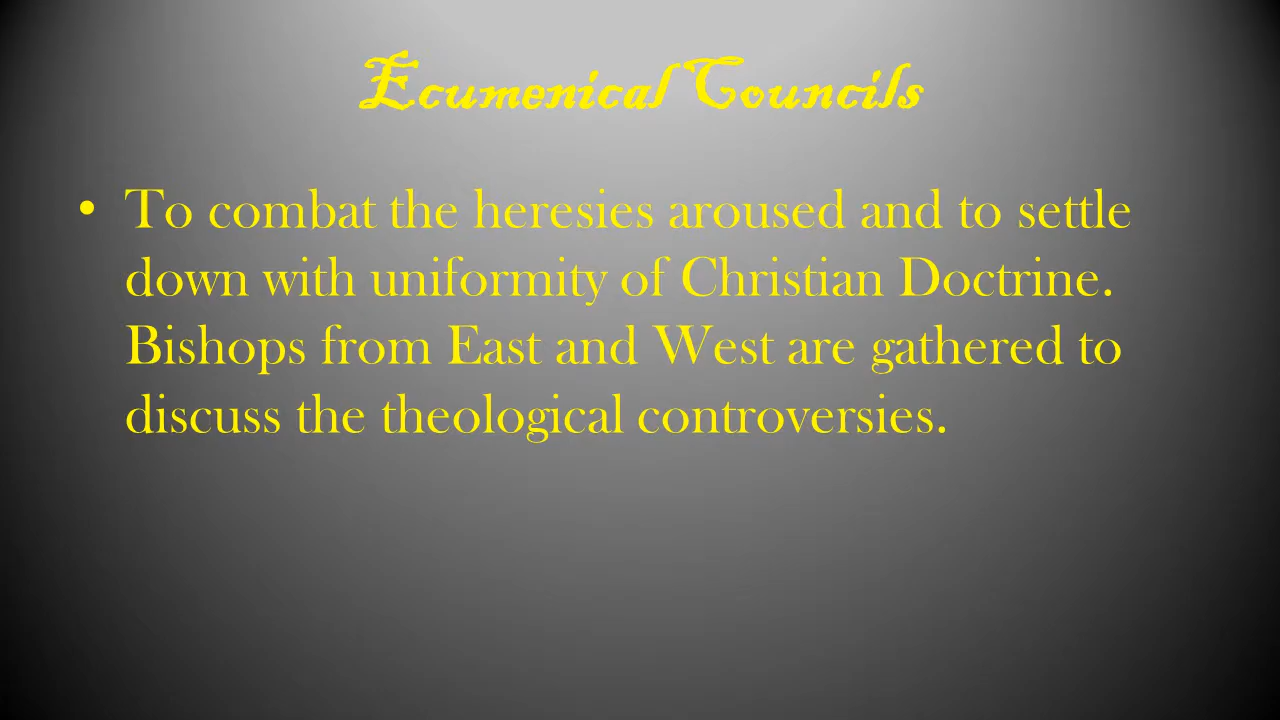 Ecumenical Councils
• To combat the heresies aroused and to settle
down with uniformity of Christian Doctrine.
Bishops from East and West are gathered to
discuss the theological controversies.